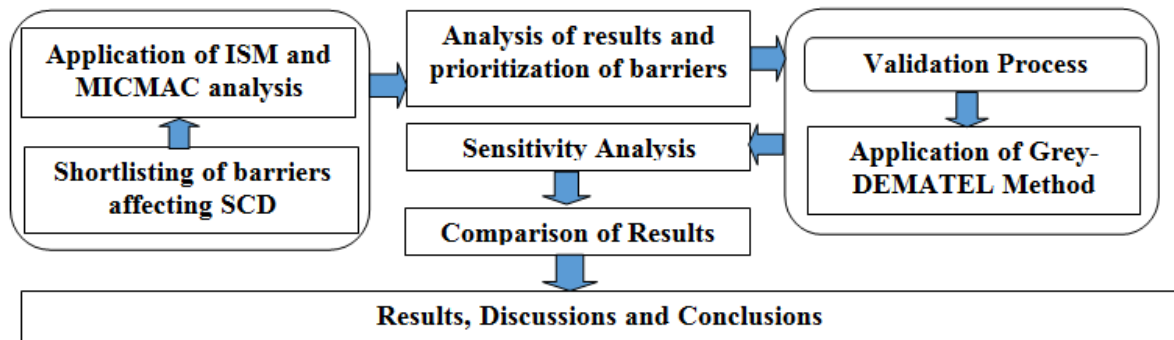 Application of ISM and
MICMAC analysis
Shortlisting of barriers
affecting SCD
Analysis of results and
prioritization of barriers
Validation Process
Application of Grey-
DEMATEL Method
Sensitivity Analysis
Comparison of Results
Results, Discussions and Conclusions